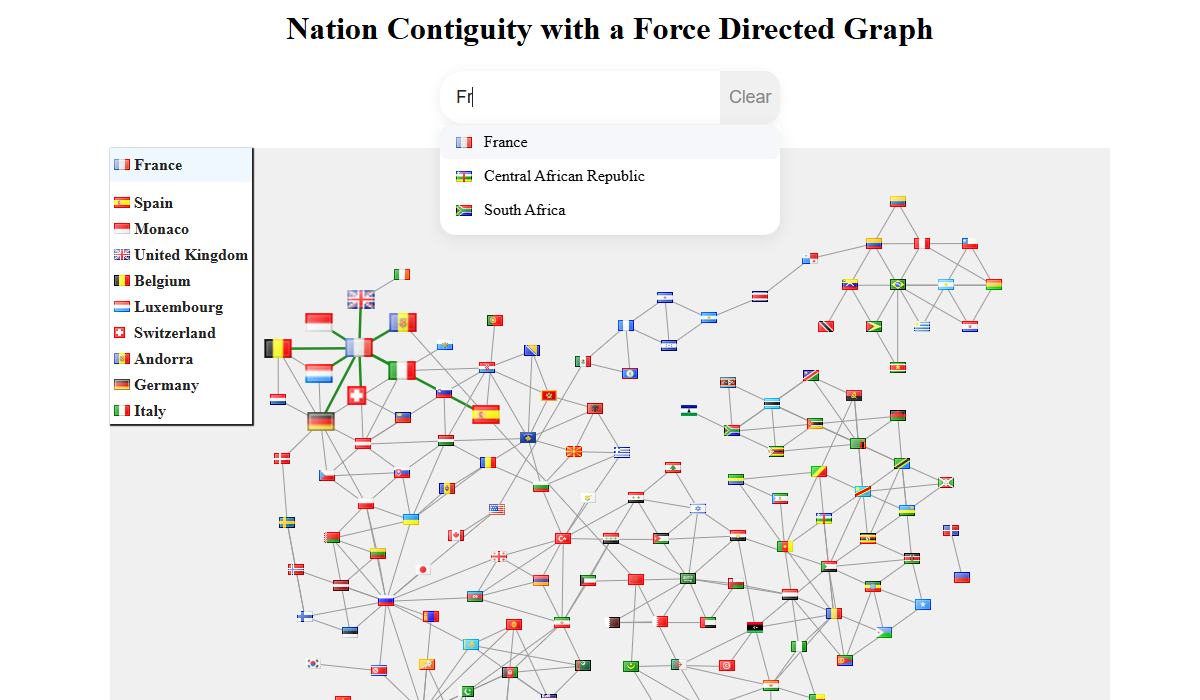 Nation Contiguity with a Force Directed Graph
Fr
Clear
France
Central African Republic
South Africa
France
Spain
Monaco
United Kingdom
Belgium
Luxembourg
Switzerland
Andorra
Germany
Italy